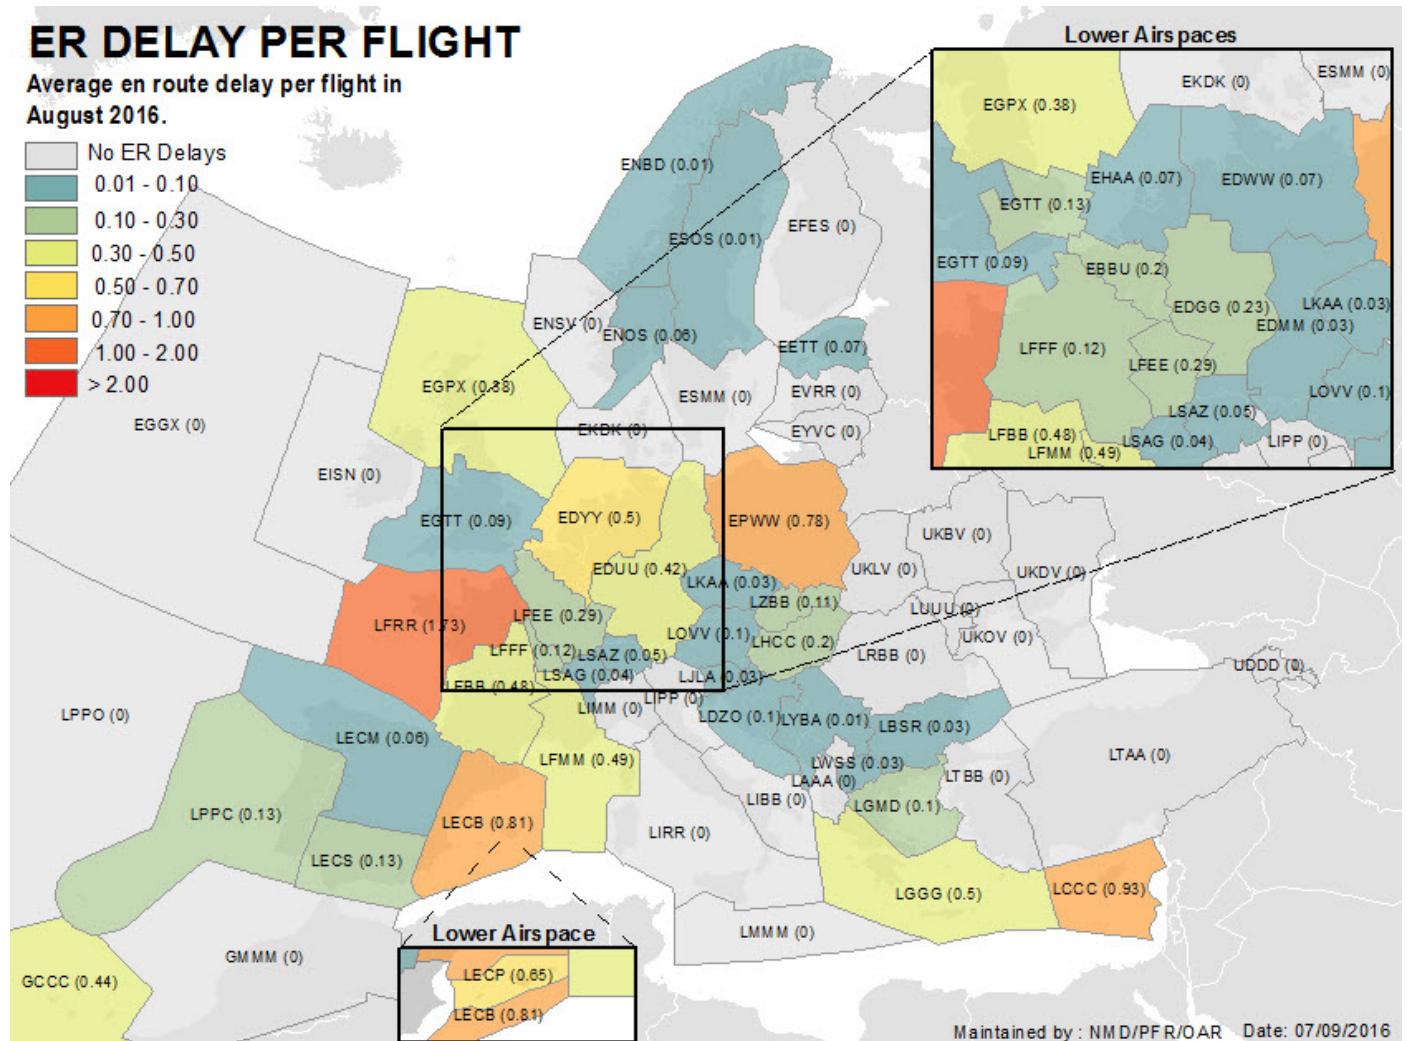 ER DELAY PER FLIGHT
Average en route delay per flight in
August 2016.
No ER Delays
0.01 - 0.10
0.10 - 0.30
0.30 - 0.50
0.50 - 0.70
0.70 - 1.00
1.00 - 2.00
> 2.00
Lower Airspaces
EKDK (0)
ESMM (0)
EGPX (0.38)
EHAA (0.07)
EDWW (0.07)
EGTT (0.13)
EGTT (0.09)
EBBU (0.2)
EDGG (0.23)
LKAA (0.03)
EDMM (0.03)
LFFF (0.12)
LFEE (0.29)
LOVV (0.1)
LSAZ (0.05)
LFBB (0.48)
LSAG (0.04)
LIPP (0)
LFMM (0.49)
ENBD (0.01)
EFES (0)
ESOS (0.01)
ENSV (0)
ENOS (0.06)
EETT (0.07)
EGPX (0.38)
ESMM (0)
EVRR (0)
EGGX (0)
EKDK (0)
EYVC (0)
EISN (0)
EGTT (0.09)
EDYY (0.5)
EPWW (0.78)
UKBV (0)
EDUU (0.42)
UKLV (0)
UKDV (0)
LKAA (0.03)
LZBB (0.11)
LUUU (0)
LFRR (1.73)
LFEE (0.29)
LOVV (0.1)
LHCC (0.2)
UKOV (0)
LFFF (0.12)
LSAZ (0.05)
LRBB (0)
LSAG (0.04)
LJLA (0.03)
UDDD (0)
LFBB (0.48)
LIPP (0)
LIMM (0)
LPPO (0)
LDZO (0.1)
LYBA (0.01)
LBSR (0.03)
LECM (0.06)
LFMM (0.49)
LWSS (0.03)
LTAA (0)
LAAA (0)
LTBB (0)
LIBB (0)
LGMD (0.1)
LPPC (0.13)
LECB (0.81)
LIRR (0)
LECS (0.13)
LGGG (0.5)
LCCC (0.93)
LMMM (0)
Lower Airspace
GMMM (0)
LECP (0.65)
GCCC (0.44)
LECB (0.81)
Maintained by : NMD/PFR/OAR Date: 07/09/2016